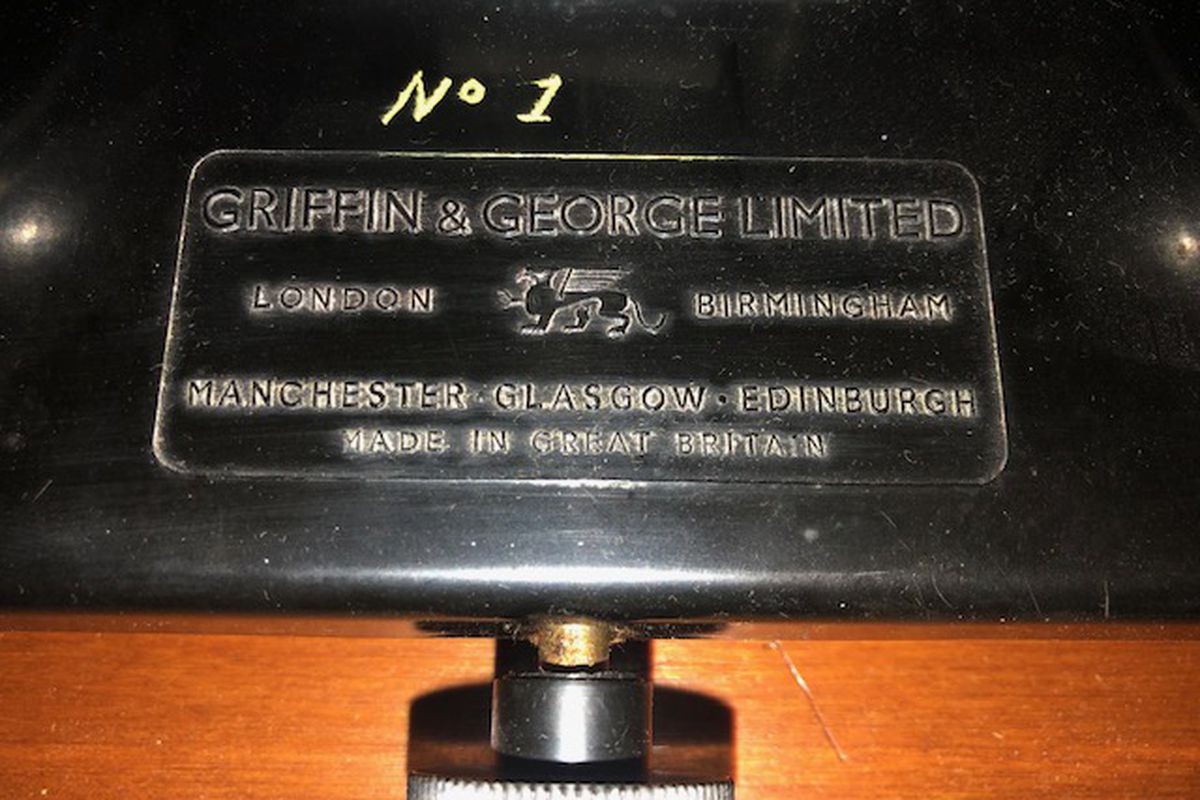 Nº 1
GRIFFIN & GEORGE LIMITED
LONDON BIRMINGHAM
MANCHESTER · GLASGOW · EDINBURGH
MADE IN GREAT BRITAIN